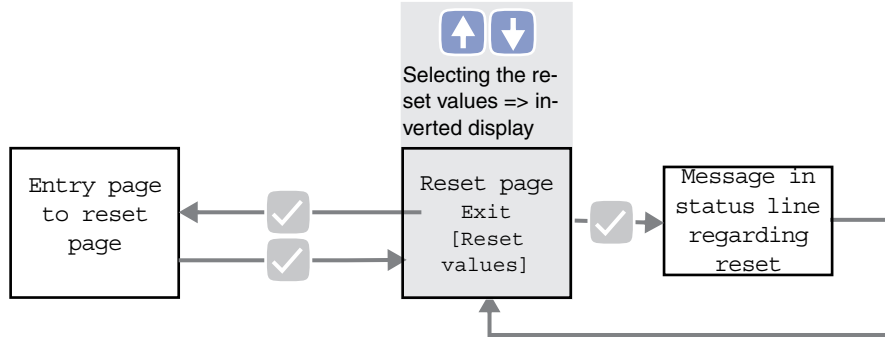 Selecting the re-
set values => in-
verted display
Entry page
to reset
page
Reset page
Exit
[Reset
values]
Message in
status line
regarding
reset